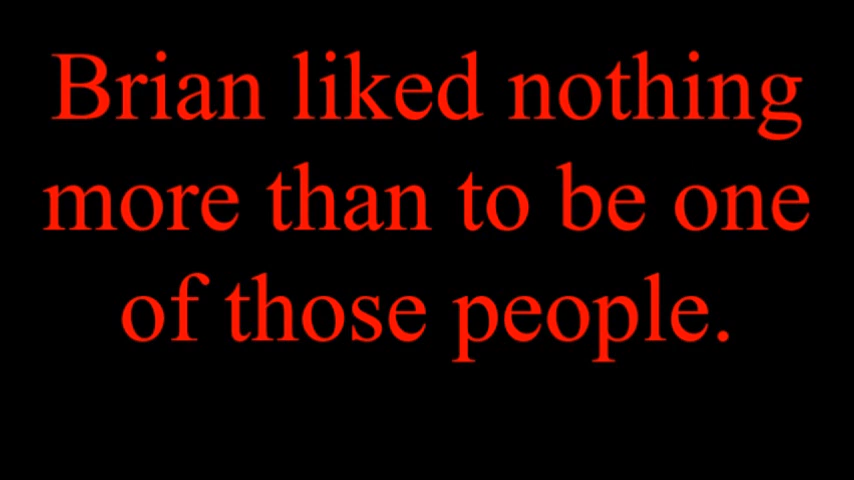 Brian liked nothing
more than to be one
of those people.